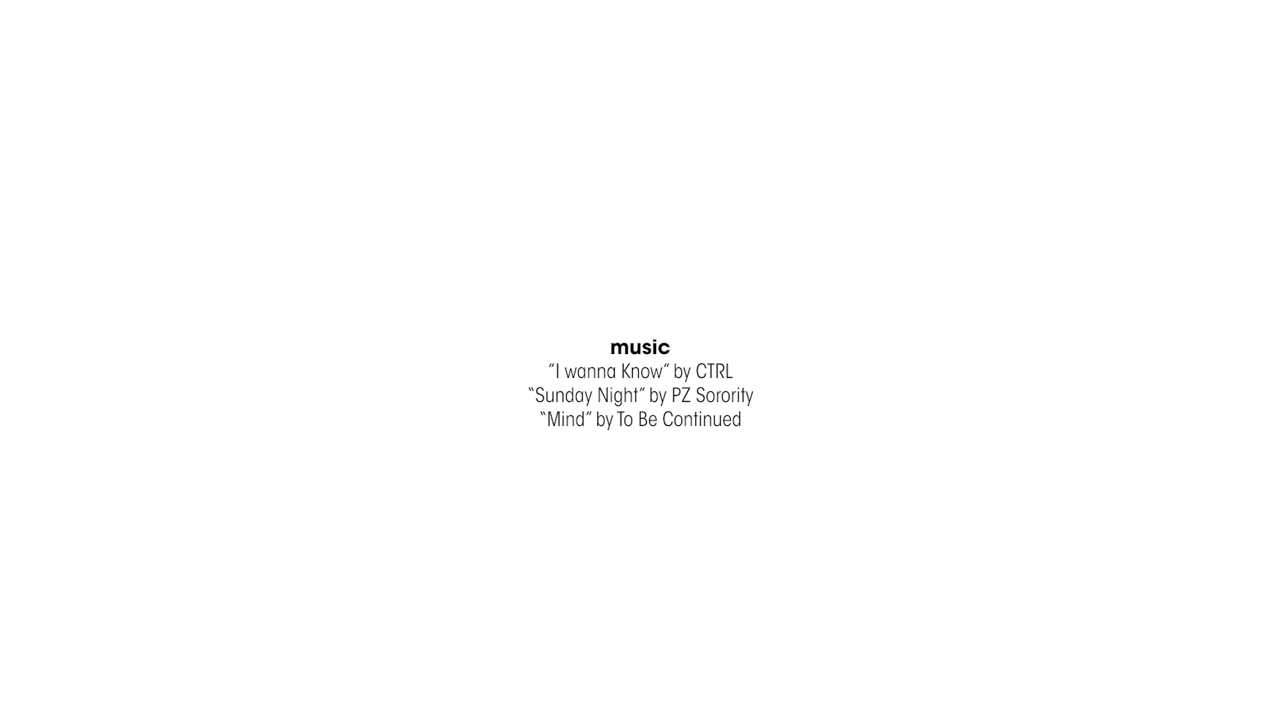 music
"I wanna Know" by CTRL
"Sunday Night" by PZ Sorority
"Mind" by To Be Continued